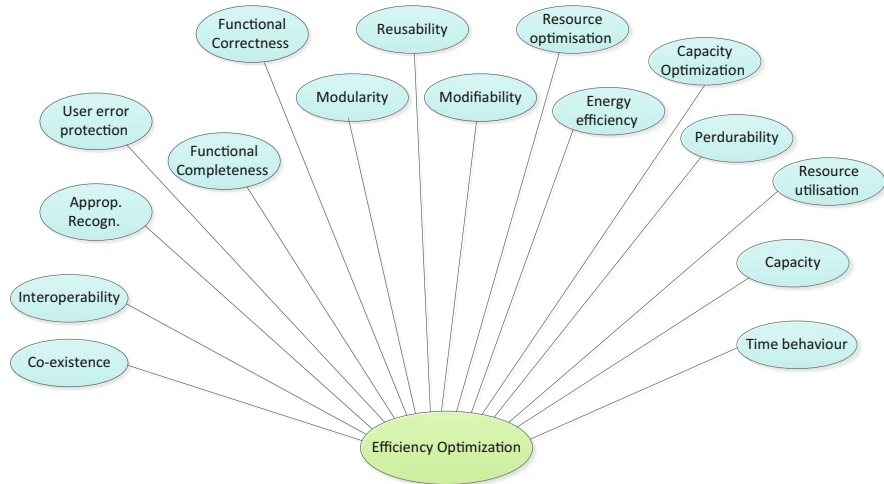 Functional
Correctness
Reusability
Resource
optimisation
Capacity
Optimization
Modularity
Modifiability
Energy
efficiency
User error
protection
Perdurability
Functional
Completeness
Resource
utilisation
Approp.
Recogn.
Capacity
Interoperability
Time behaviour
Co-existence
Efficiency Optimization